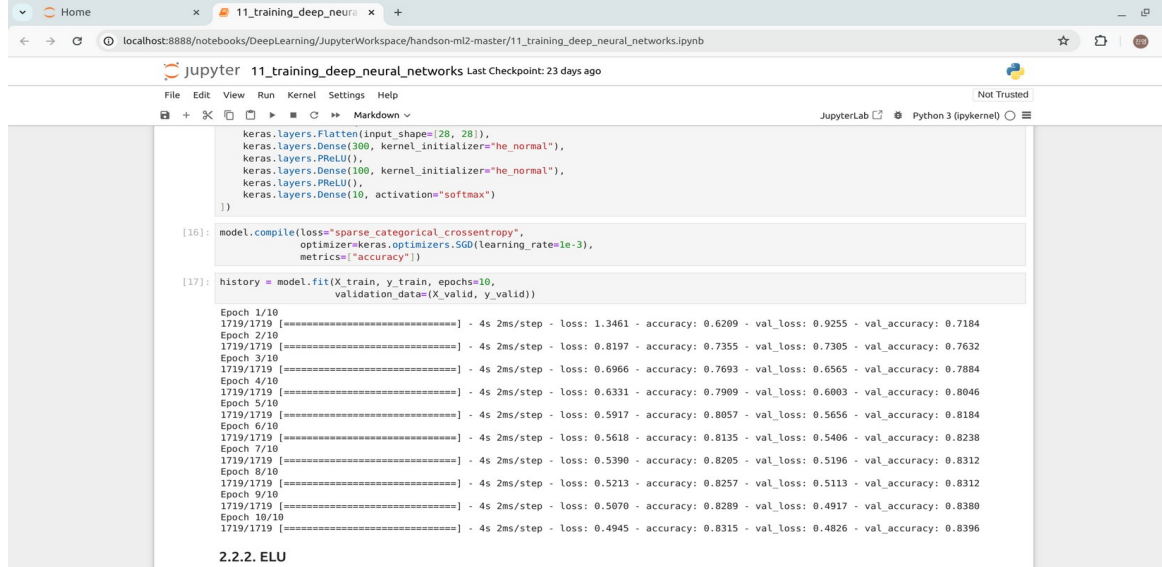 Home
11_training_deep_neura
localhost:8888/notebooks/DeepLearning/JupyterWorkspace/handson-ml2-master/11_training_deep_neural_networks.ipynb
진영
jupyter 11_training_deep_neural_networks Last Checkpoint: 23 days ago
File Edit View Run Kernel Settings Help Not Trusted
Markdown JupyterLab Python 3 (ipykernel)
keras.layers.Flatten(input_shape=[28, 28]),
keras.layers.Dense(300, kernel_initializer="he_normal"),
keras.layers.PReLU(),
keras.layers.Dense(100, kernel_initializer="he_normal"),
keras.layers.PReLU(),
keras.layers.Dense(10, activation="softmax")
])
[16]: model.compile(loss="sparse_categorical_crossentropy",
optimizer=keras.optimizers.SGD(learning_rate=1e-3),
metrics=["accuracy"])
[17]: history = model.fit(X_train, y_train, epochs=10,
validation_data=(X_valid, y_valid))
Epoch 1/10
1719/1719 [==============================] - 4s 2ms/step - loss: 1.3461 - accuracy: 0.6209 - val_loss: 0.9255 - val_accuracy: 0.7184
Epoch 2/10
1719/1719 [==============================] - 4s 2ms/step - loss: 0.8197 - accuracy: 0.7355 - val_loss: 0.7305 - val_accuracy: 0.7632
Epoch 3/10
1719/1719 [==============================] - 4s 2ms/step - loss: 0.6966 - accuracy: 0.7693 - val_loss: 0.6565 - val_accuracy: 0.7884
Epoch 4/10
1719/1719 [==============================] - 4s 2ms/step - loss: 0.6331 - accuracy: 0.7909 - val_loss: 0.6003 - val_accuracy: 0.8046
Epoch 5/10
1719/1719 [==============================] - 4s 2ms/step - loss: 0.5917 - accuracy: 0.8057 - val_loss: 0.5656 - val_accuracy: 0.8184
Epoch 6/10
1719/1719 [==============================] - 4s 2ms/step - loss: 0.5618 - accuracy: 0.8135 - val_loss: 0.5406 - val_accuracy: 0.8238
Epoch 7/10
1719/1719 [==============================] - 4s 2ms/step - loss: 0.5390 - accuracy: 0.8205 - val_loss: 0.5196 - val_accuracy: 0.8312
Epoch 8/10
1719/1719 [==============================] - 4s 2ms/step - loss: 0.5213 - accuracy: 0.8257 - val_loss: 0.5113 - val_accuracy: 0.8312
Epoch 9/10
1719/1719 [==============================] - 4s 2ms/step - loss: 0.5070 - accuracy: 0.8289 - val_loss: 0.4917 - val_accuracy: 0.8380
Epoch 10/10
1719/1719 [==============================] - 4s 2ms/step - loss: 0.4945 - accuracy: 0.8315 - val_loss: 0.4826 - val_accuracy: 0.8396
2.2.2. ELU